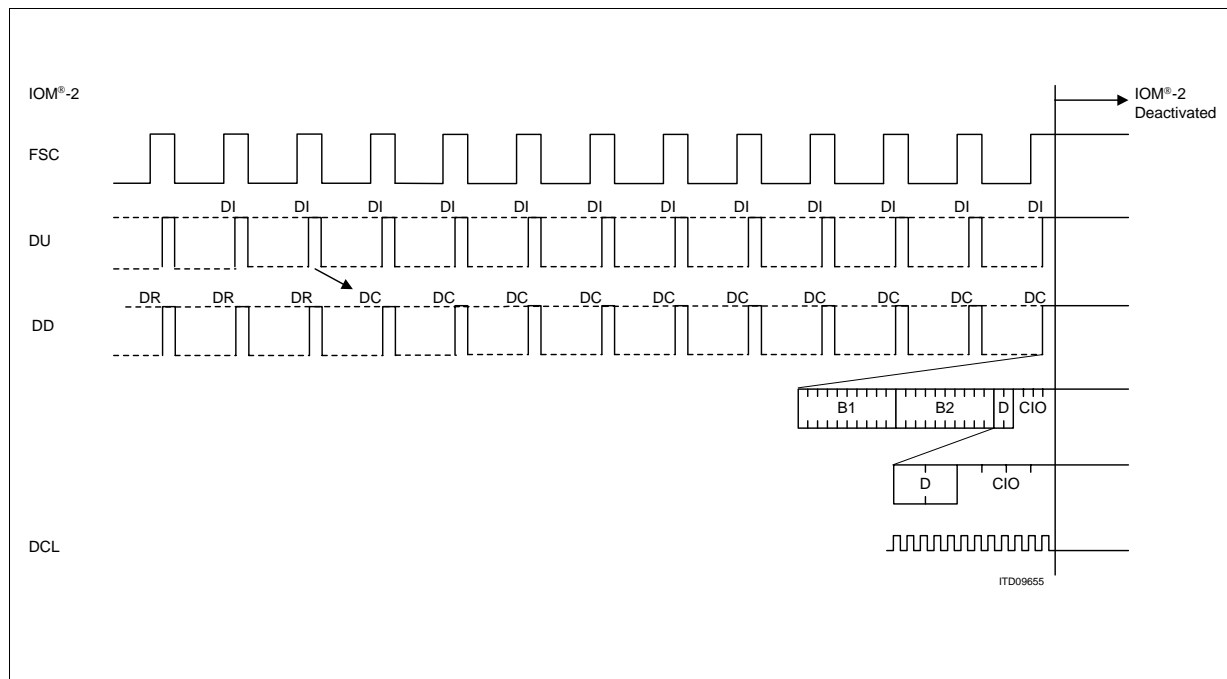 IOM®-2
IOM®-2
Deactivated
FSC
DI DI DI DI DI DI DI DI DI DI DI DI
DU
DR DR DR DC DC DC DC DC DC DC DC DC DC
DD
B1 B2 D CIO
D CIO
DCL
ITD09655